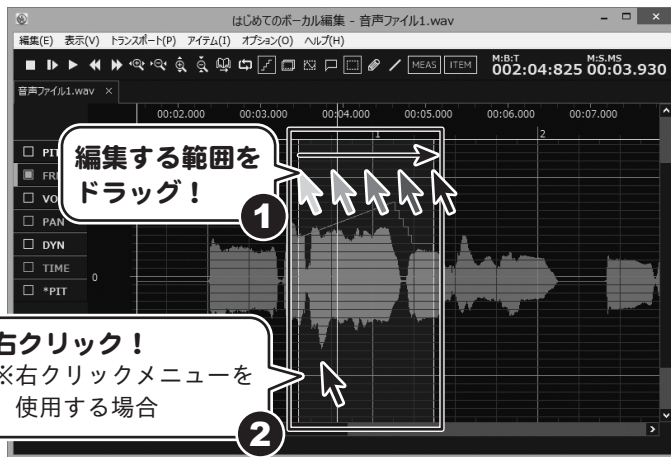 はじめてのボーカル編集 - 音声ファイル1.wav
編集(E) 表示(V) トランスポート(P) アイテム(I) オプション(O) ヘルプ(H)
MEAS ITEM M:B:T 002:04:825 M:S.MS 00:03.930
音声ファイル1.wav ×
00:02.000 00:03.000 00:04.000 00:05.000 00:06.000 00:07.000
1 2
編集する範囲を
ドラッグ！
1
PAN
DYN
TIME
0
*PIT
右クリック！
※右クリックメニューを
使用する場合
2